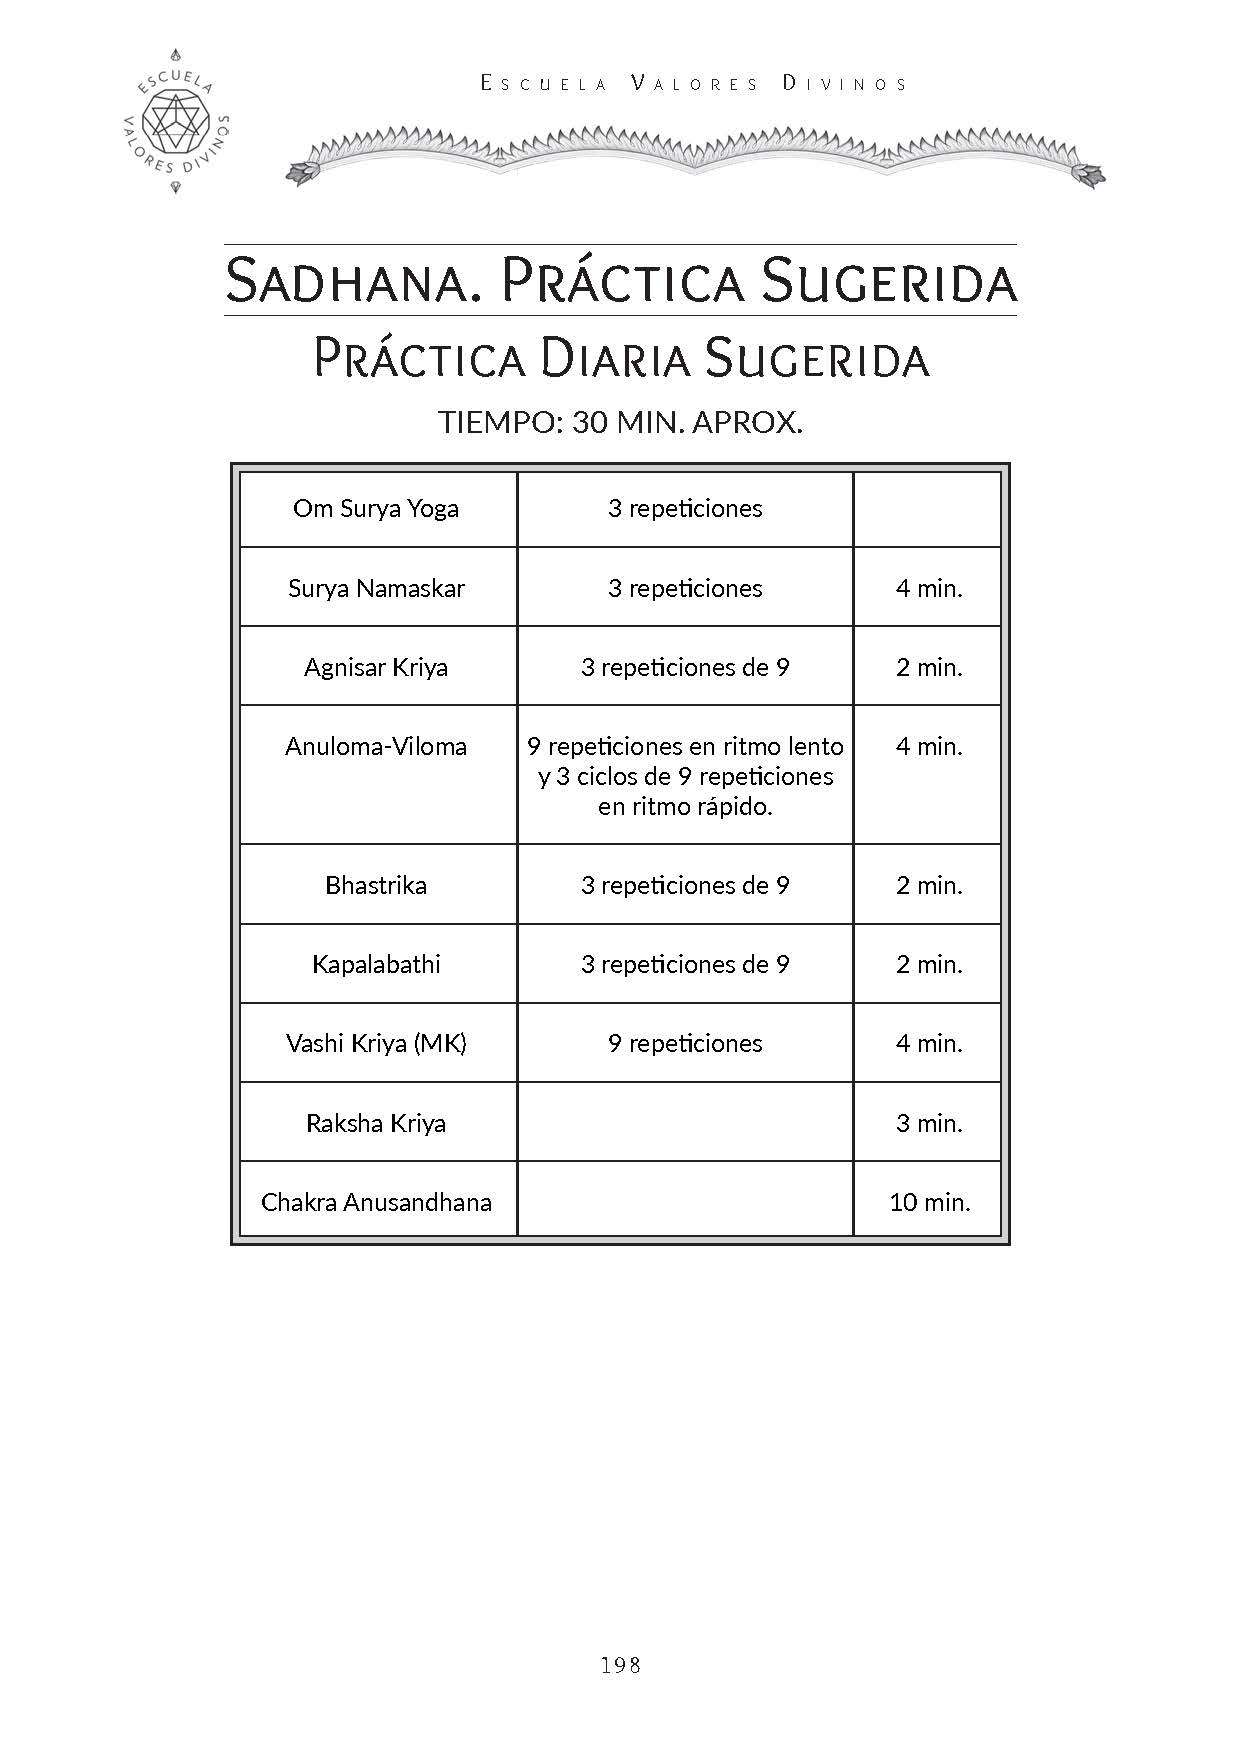 ESCUELA
VALORES DIVINOS
Escuela Valores Divinos
Sadhana. Práctica Sugerida
Práctica Diaria Sugerida
TIEMPO: 30 MIN. APROX.
Om Surya Yoga 3 repeticiones
Surya Namaskar 3 repeticiones 4 min.
Agnisar Kriya 3 repeticiones de 9 2 min.
Anuloma-Viloma 9 repeticiones en ritmo lento 4 min.
y 3 ciclos de 9 repeticiones
en ritmo rápido.
Bhastrika 3 repeticiones de 9 2 min.
Kapalabathi 3 repeticiones de 9 2 min.
Vashi Kriya (MK) 9 repeticiones 4 min.
Raksha Kriya 3 min.
Chakra Anusandhana 10 min.
198